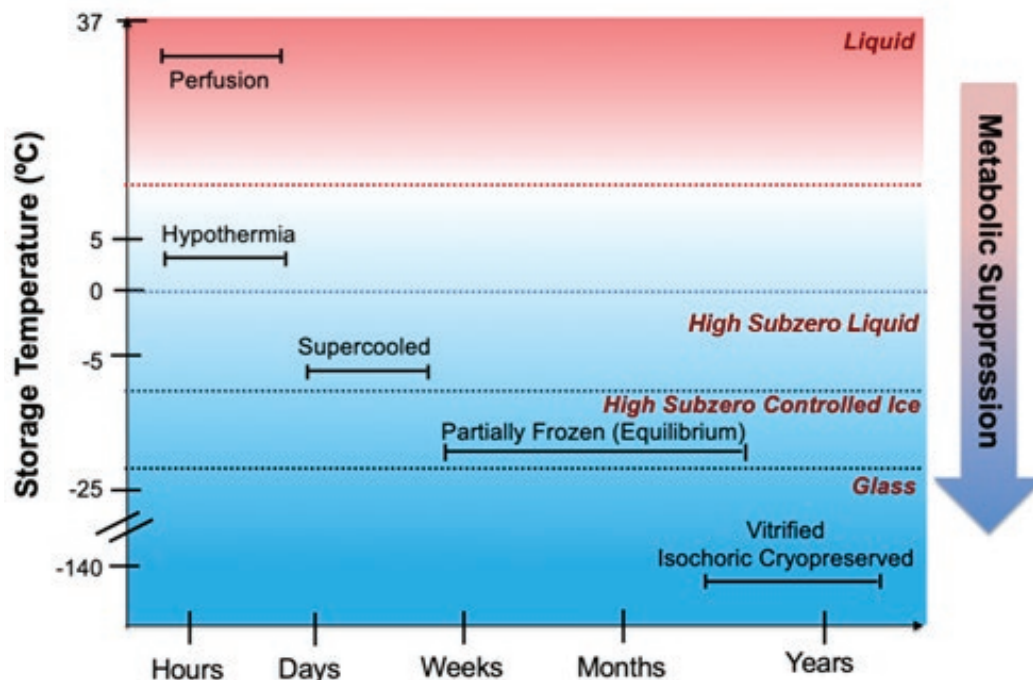 37
Liquid
Perfusion
Hypothermia
5
0
High Subzero Liquid
Supercooled
-5
High Subzero Controlled Ice
Partially Frozen (Equilibrium)
-25
Glass
Vitrified
Isochoric Cryopreserved
-140
Hours
Days
Weeks
Months
Years
Storage Temperature (ºC)
Metabolic Suppression